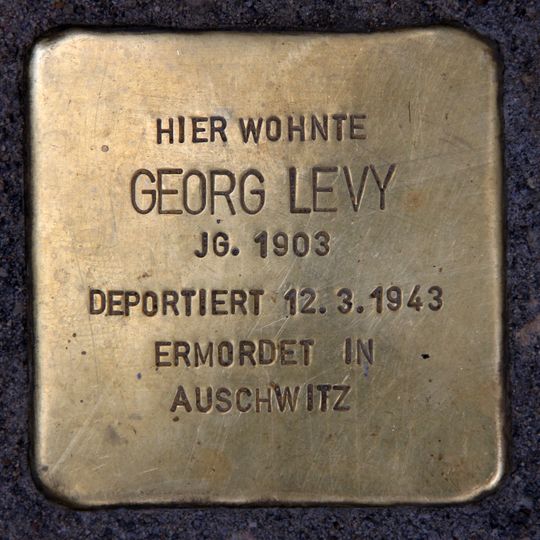 HIER WOHNTE
GEORG LEVY
JG. 1903
DEPORTIERT 12.3.1943
ERMORDET IN
AUSCHWITZ